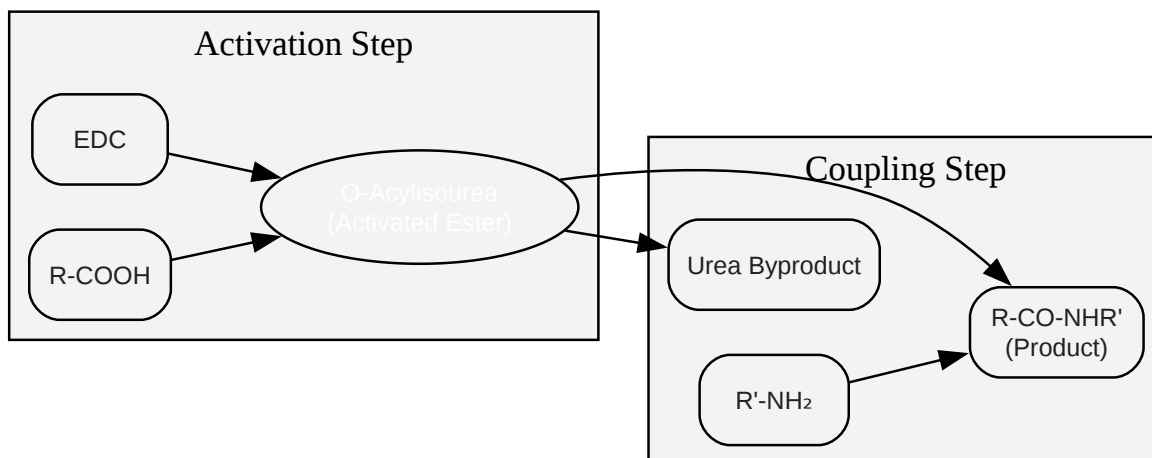 Activation Step
EDC
O-Acylisourea
(Activated Ester)
R-COOH
Coupling Step
Urea Byproduct
R-CO-NHR'
(Product)
R'-NH₂